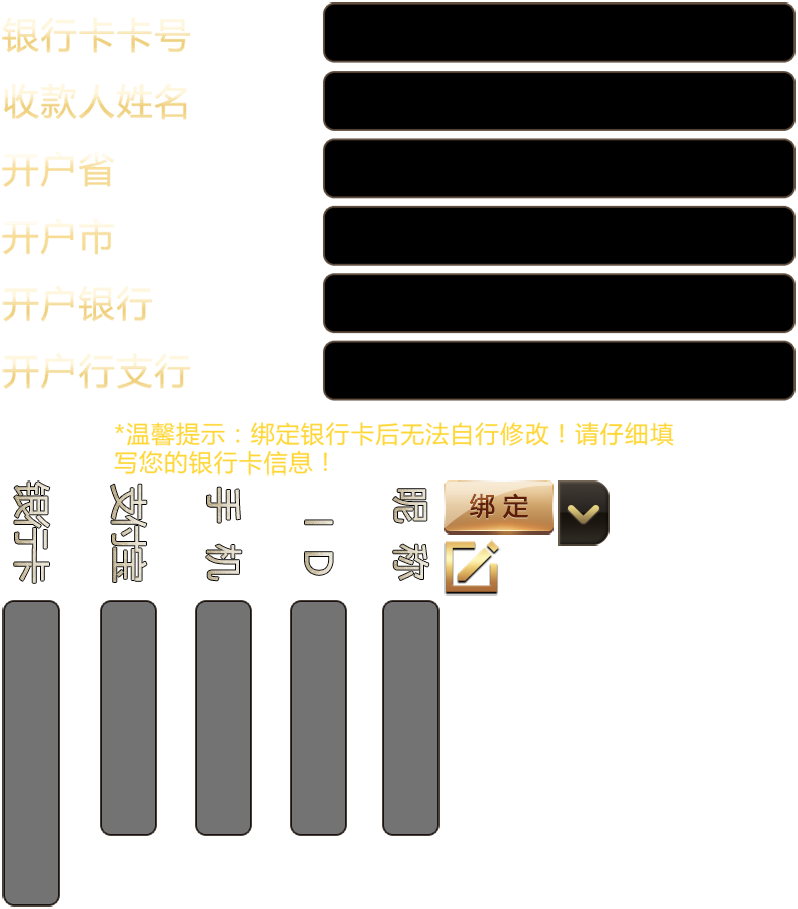 银行卡卡号
收款人姓名
开户省
开户市
开户银行
开户行支行
*温馨提示：绑定银行卡后无法自行修改！请仔细填
写您的银行卡信息！
银行卡
支付宝
手机
ID
昵称
绑定